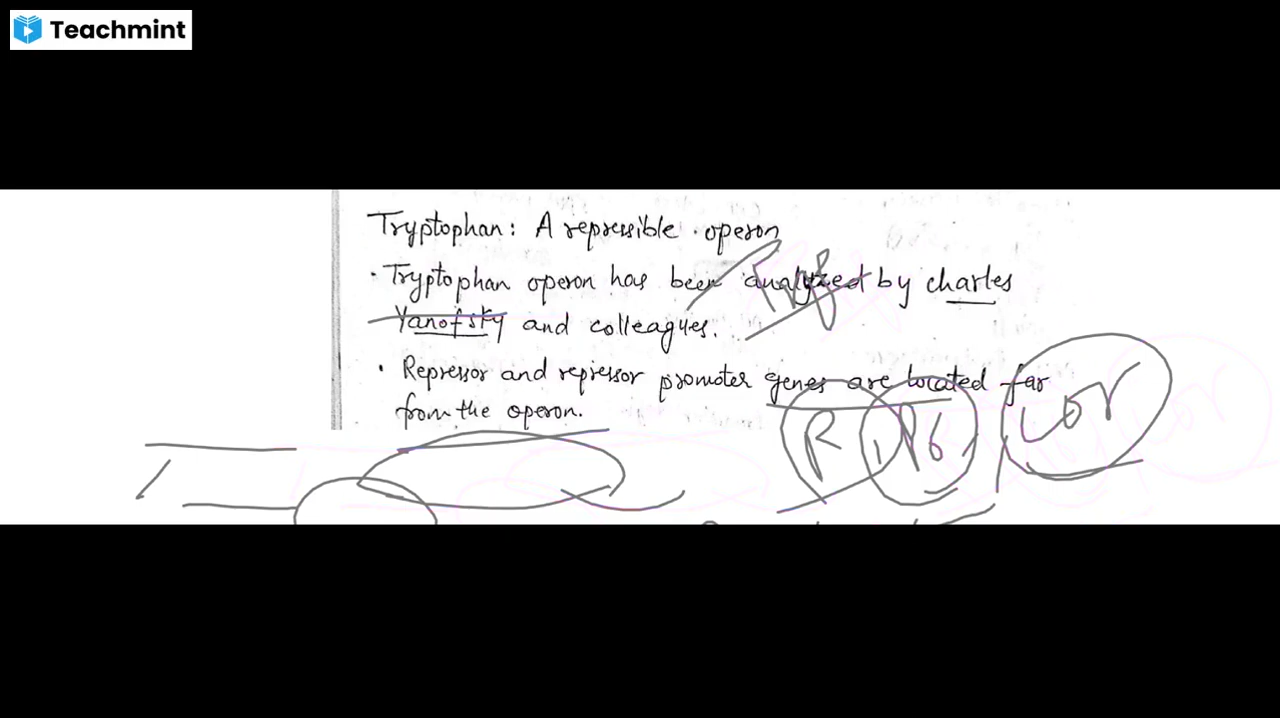 Teachmint
Tryptophan: A repressible operon
• Tryptophan operon has been analyzed by charles
Yanofsky and colleagues.
• Repressor and repressor promoter genes are located far
from the operon.